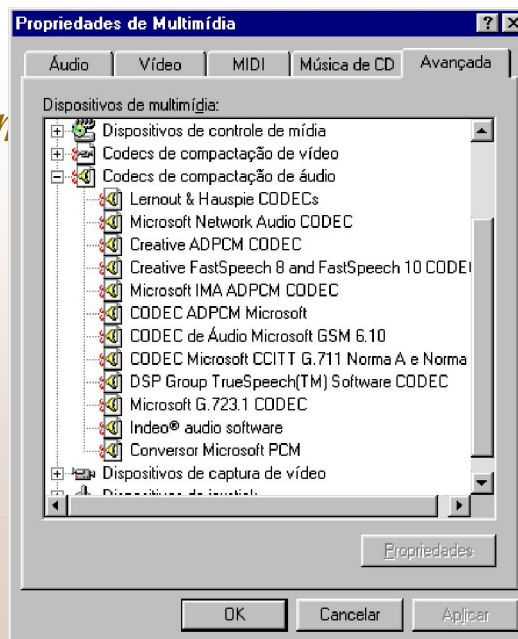 Propriedades de Multimídia
Áudio Vídeo MIDI Música de CD Avançada
Dispositivos de multimídia:
Dispositivos de controle de mídia
Codecs de compactação de vídeo
Codecs de compactação de áudio
Lernout & Hauspie CODECs
Microsoft Network Audio CODEC
Creative ADPCM CODEC
Creative FastSpeech 8 and FastSpeech 10 CODE
Microsoft IMA ADPCM CODEC
CODEC ADPCM Microsoft
CODEC de Áudio Microsoft GSM 6.10
CODEC Microsoft CCITT G.711 Norma A e Norma
DSP Group TrueSpeech(TM) Software CODEC
Microsoft G.723.1 CODEC
Indeo® audio software
Conversor Microsoft PCM
Dispositivos de captura de vídeo
Propriedades
OK Cancelar Aplicar